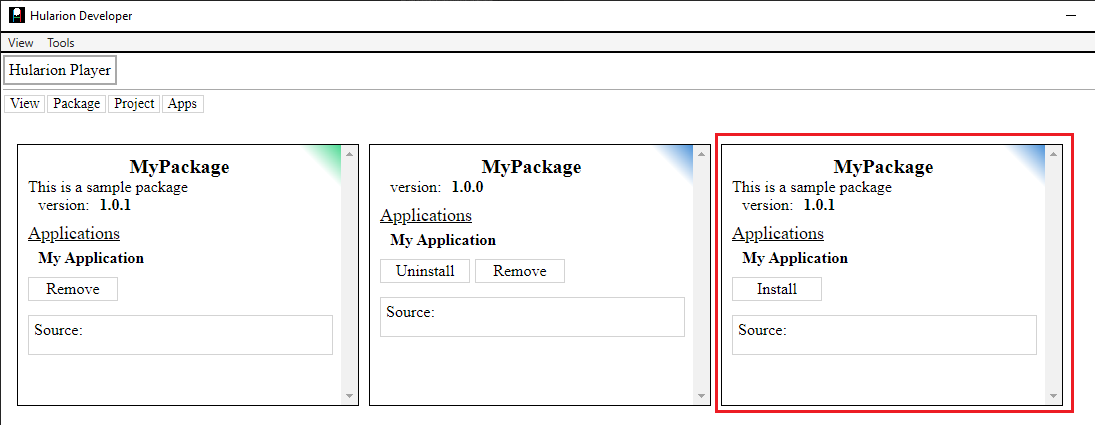 Hularion Developer
View Tools
Hularion Player
View Package Project Apps
MyPackage
This is a sample package
version: 1.0.1
Applications
My Application
Remove
Source:
MyPackage
version: 1.0.0
Applications
My Application
Uninstall Remove
Source:
MyPackage
This is a sample package
version: 1.0.1
Applications
My Application
Install
Source: